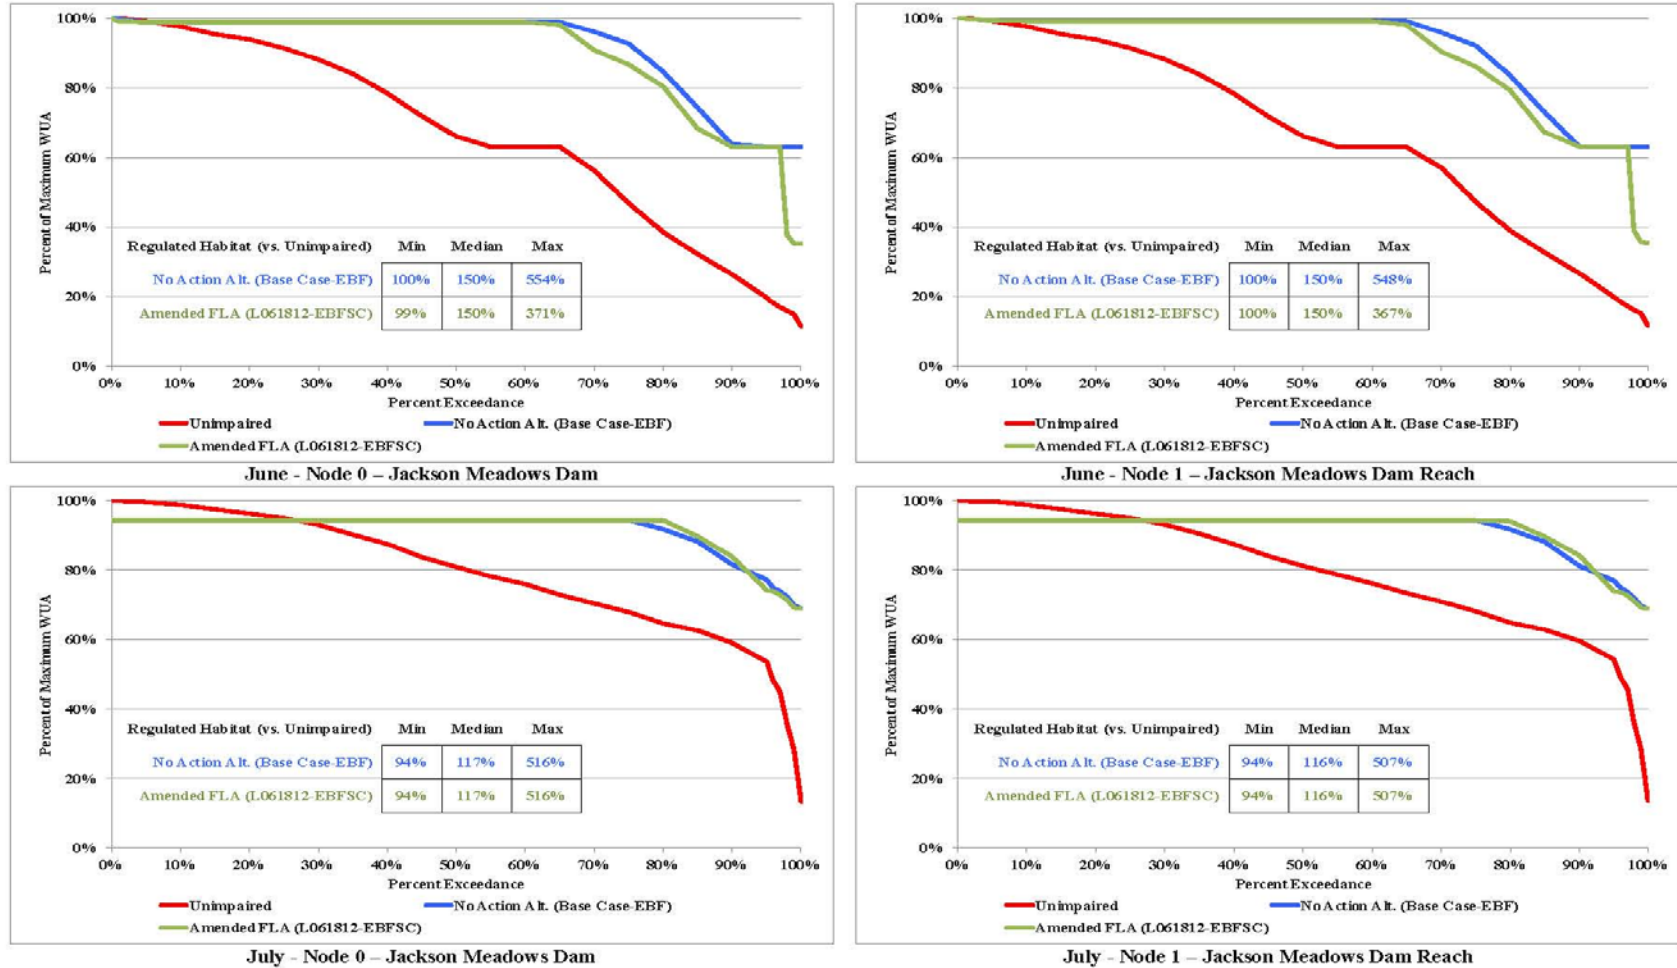 100%
80%
60%
40%
20%
0%
Percent of Maximum WUA
Regulated Habitat (vs. Unimpaired) Min Median Max
No Action Alt. (Base Case-EBF) 100% 150% 554%
Amended FLA (L061812-EBFSC) 99% 150% 371%
0% 10% 20% 30% 40% 50% 60% 70% 80% 90% 100%
Percent Exceedance
Unimpaired No Action Alt. (Base Case-EBF)
Amended FLA (L061812-EBFSC)
June - Node 0 – Jackson Meadows Dam
100%
80%
60%
40%
20%
0%
Percent of Maximum WUA
Regulated Habitat (vs. Unimpaired) Min Median Max
No Action Alt. (Base Case-EBF) 100% 150% 548%
Amended FLA (L061812-EBFSC) 100% 150% 367%
0% 10% 20% 30% 40% 50% 60% 70% 80% 90% 100%
Percent Exceedance
Unimpaired No Action Alt. (Base Case-EBF)
Amended FLA (L061812-EBFSC)
June - Node 1 – Jackson Meadows Dam Reach
100%
80%
60%
40%
20%
0%
Percent of Maximum WUA
Regulated Habitat (vs. Unimpaired) Min Median Max
No Action Alt. (Base Case-EBF) 94% 117% 516%
Amended FLA (L061812-EBFSC) 94% 117% 516%
0% 10% 20% 30% 40% 50% 60% 70% 80% 90% 100%
Percent Exceedance
Unimpaired No Action Alt. (Base Case-EBF)
Amended FLA (L061812-EBFSC)
July - Node 0 – Jackson Meadows Dam
100%
80%
60%
40%
20%
0%
Percent of Maximum WUA
Regulated Habitat (vs. Unimpaired) Min Median Max
No Action Alt. (Base Case-EBF) 94% 116% 507%
Amended FLA (L061812-EBFSC) 94% 116% 507%
0% 10% 20% 30% 40% 50% 60% 70% 80% 90% 100%
Percent Exceedance
Unimpaired No Action Alt. (Base Case-EBF)
Amended FLA (L061812-EBFSC)
July - Node 1 – Jackson Meadows Dam Reach